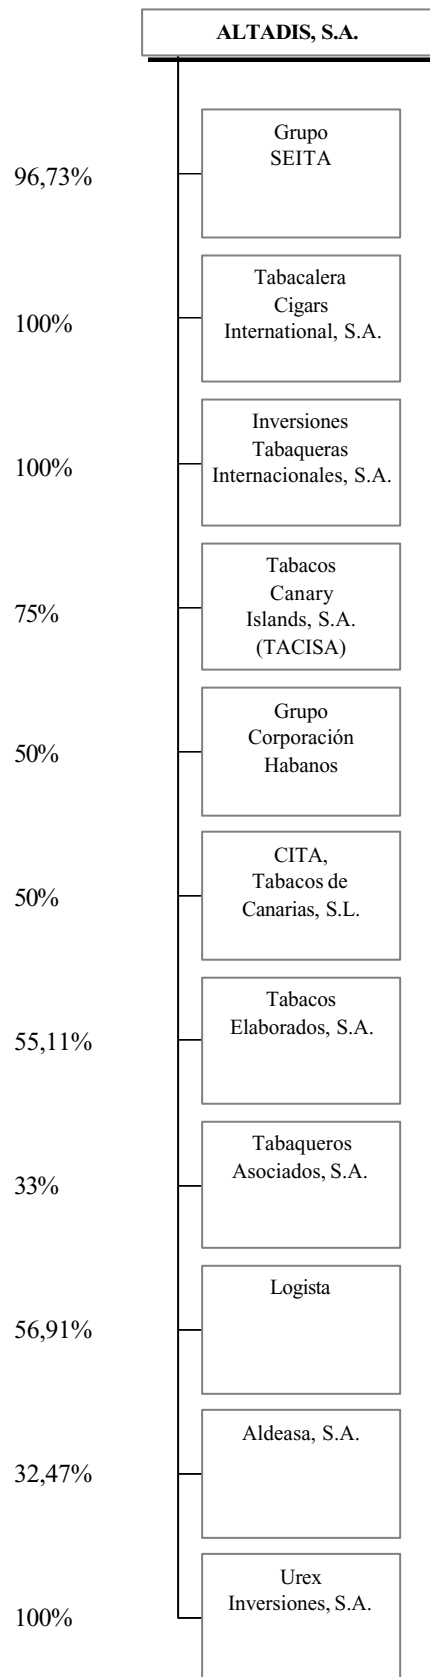 ALTADIS, S.A.
96,73%
Grupo
SEITA
100%
Tabacalera
Cigars
International, S.A.
100%
Inversiones
Tabaqueras
Internacionales, S.A.
75%
Tabacos
Canary
Islands, S.A.
(TACISA)
50%
Grupo
Corporación
Habanos
50%
CITA,
Tabacos de
Canarias, S.L.
55,11%
Tabacos
Elaborados, S.A.
33%
Tabaqueros
Asociados, S.A.
56,91%
Logista
32,47%
Aldeasa, S.A.
100%
Urex
Inversiones, S.A.